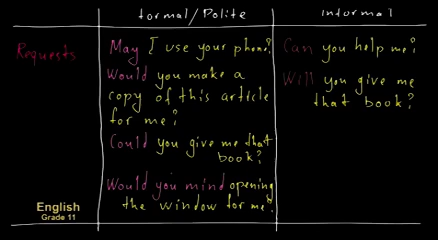 formal/Polite
Informal
Requests
May I use your phone?
Would you make a
copy of this article
for me?
Could you give me that
book?
Would you mind opening
the window for me?
Can you help me?
Will you give me
that book?
English
Grade 11